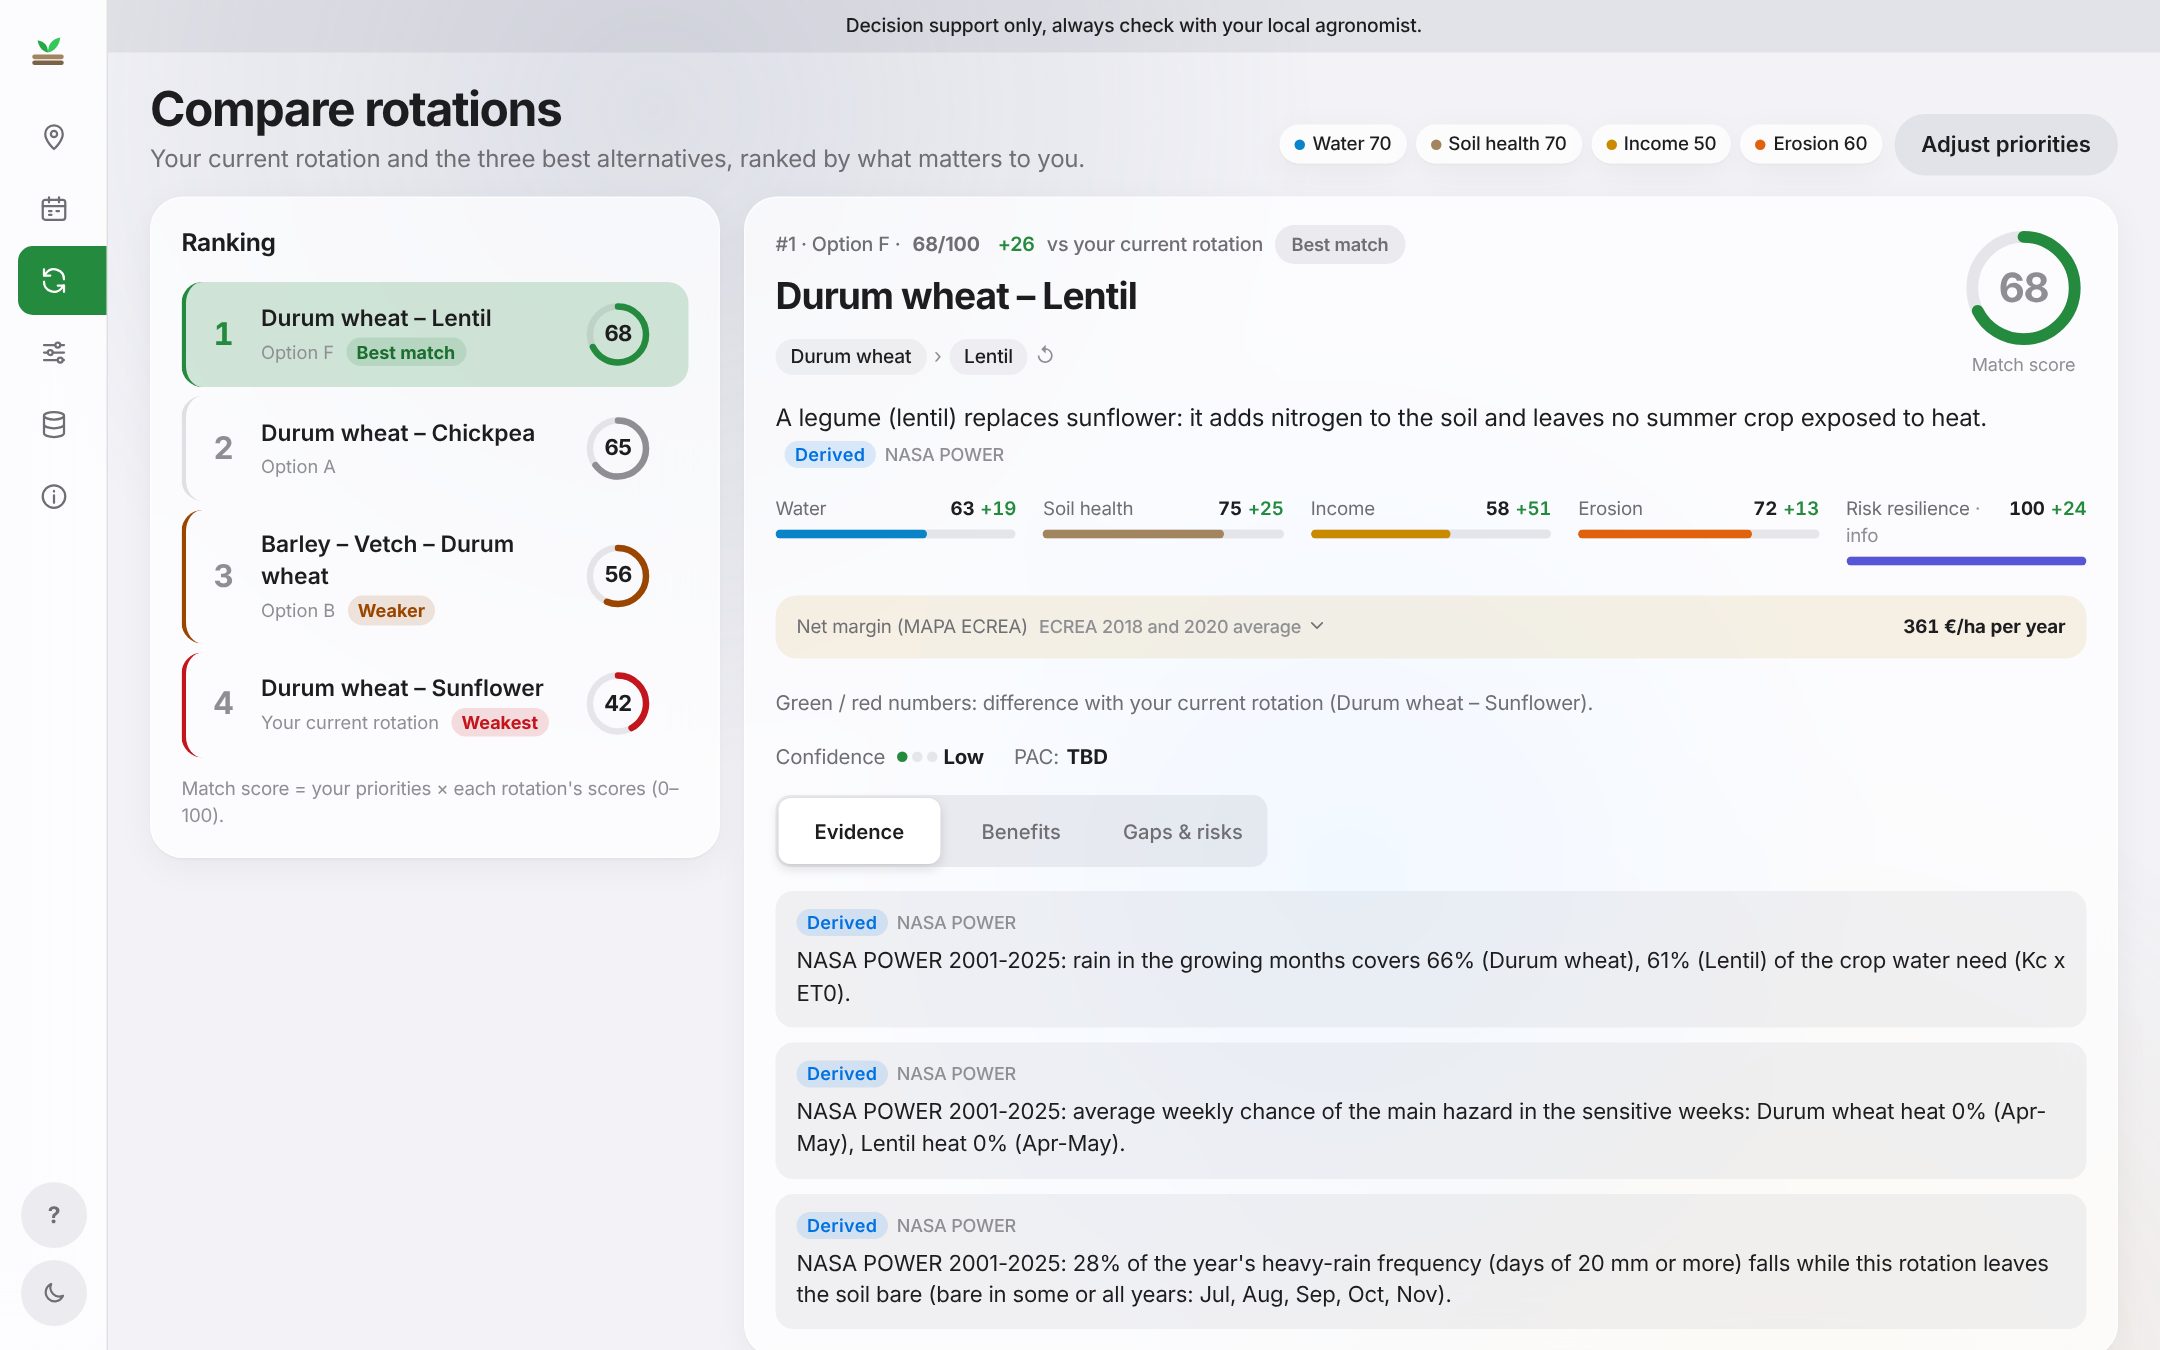 Decision support only, always check with your local agronomist.
Compare rotations
Your current rotation and the three best alternatives, ranked by what matters to you.
Water 70
Soil health 70
Income 50
Erosion 60
Adjust priorities
Ranking
1
Durum wheat – Lentil
Option F
Best match
68
2
Durum wheat – Chickpea
Option A
65
3
Barley – Vetch – Durum
wheat
Option B
Weaker
56
4
Durum wheat – Sunflower
Your current rotation
Weakest
42
Match score = your priorities × each rotation's scores (0–
100).
#1 · Option F · 68/100 +26 vs your current rotation Best match
Durum wheat – Lentil
68
Match score
Durum wheat › Lentil
A legume (lentil) replaces sunflower: it adds nitrogen to the soil and leaves no summer crop exposed to heat.
Derived NASA POWER
Water 63 +19
Soil health 75 +25
Income 58 +51
Erosion 72 +13
Risk resilience · 100 +24
info
Net margin (MAPA ECREA) ECREA 2018 and 2020 average 361 €/ha per year
Green / red numbers: difference with your current rotation (Durum wheat – Sunflower).
Confidence Low PAC: TBD
Evidence
Benefits
Gaps & risks
Derived NASA POWER
NASA POWER 2001-2025: rain in the growing months covers 66% (Durum wheat), 61% (Lentil) of the crop water need (Kc x
ET0).
Derived NASA POWER
NASA POWER 2001-2025: average weekly chance of the main hazard in the sensitive weeks: Durum wheat heat 0% (Apr-
May), Lentil heat 0% (Apr-May).
Derived NASA POWER
NASA POWER 2001-2025: 28% of the year's heavy-rain frequency (days of 20 mm or more) falls while this rotation leaves
the soil bare (bare in some or all years: Jul, Aug, Sep, Oct, Nov).
?